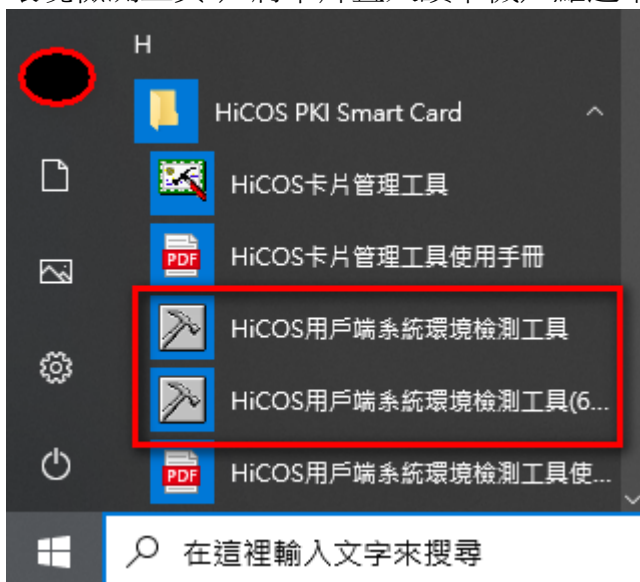 H
HiCOS PKI Smart Card
HiCOS卡片管理工具
PDF
HiCOS卡片管理工具使用手冊
HiCOS用戶端系統環境檢測工具
HiCOS用戶端系統環境檢測工具(6...
PDF
HiCOS用戶端系統環境檢測工具使...
在這裡輸入文字來搜尋